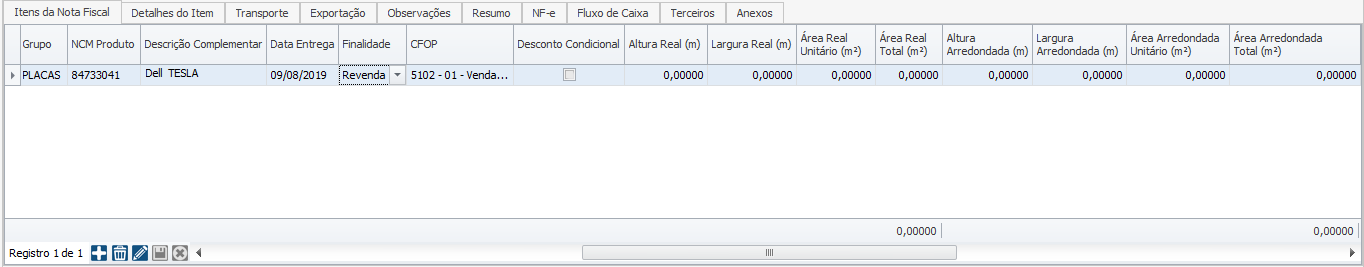 Itens da Nota Fiscal Detalhes do Item Transporte Exportação Observações Resumo NF-e Fluxo de Caixa Terceiros Anexos
Grupo NCM Produto Descrição Complementar Data Entrega Finalidade CFOP Desconto Condicional Altura Real (m) Largura Real (m) Área Real Unitário (m²) Área Real Total (m²) Altura Arredondada (m) Largura Arredondada (m) Área Arredondada Unitário (m²) Área Arredondada Total (m²)
PLACAS 84733041 Dell TESLA 09/08/2019 Revenda 5102 - 01 - Venda... 0,00000 0,00000 0,00000 0,00000 0,00000 0,00000 0,00000 0,00000
0,00000 0,00000
Registro 1 de 1